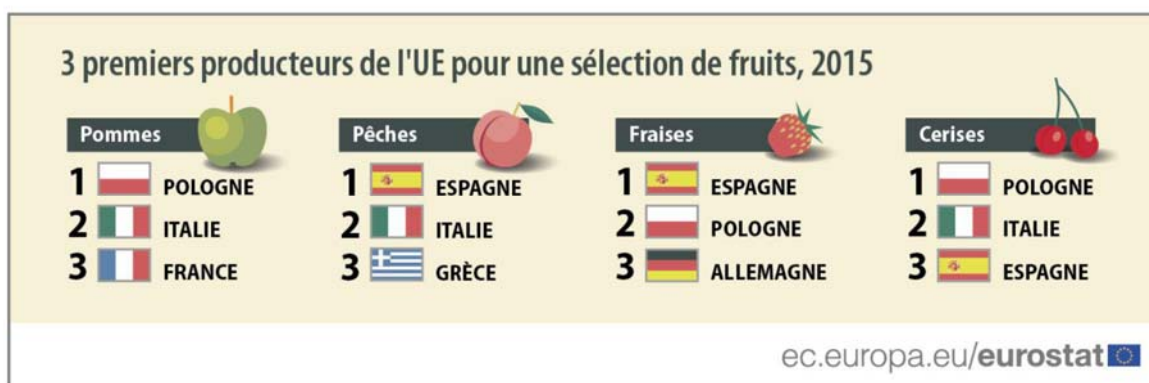 3 premiers producteurs de l'UE pour une sélection de fruits, 2015
Pommes
1 POLOGNE
2 ITALIE
3 FRANCE
Pêches
1 ESPAGNE
2 ITALIE
3 GRÈCE
Fraises
1 ESPAGNE
2 POLOGNE
3 ALLEMAGNE
Cerises
1 POLOGNE
2 ITALIE
3 ESPAGNE
ec.europa.eu/eurostat